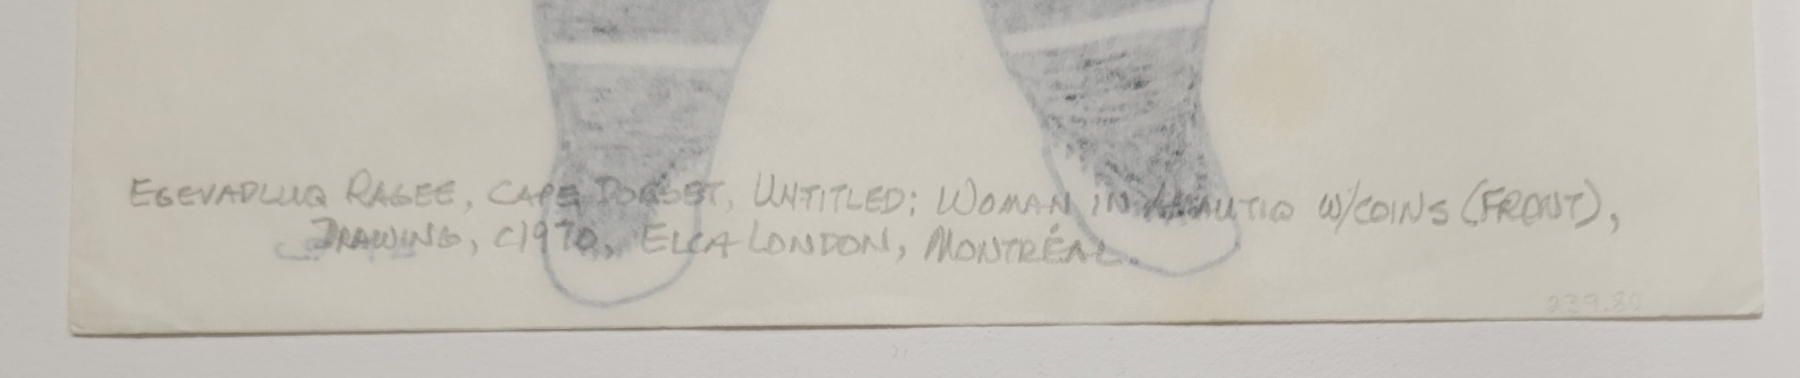 EGEVADLUQ RAGEE, CAPE DORSET, UNTITLED; WOMAN IN AMAUTIQ W/COINS (FRONT),
DRAWING, C1970, ELCA LONDON, MONTRÉAL.